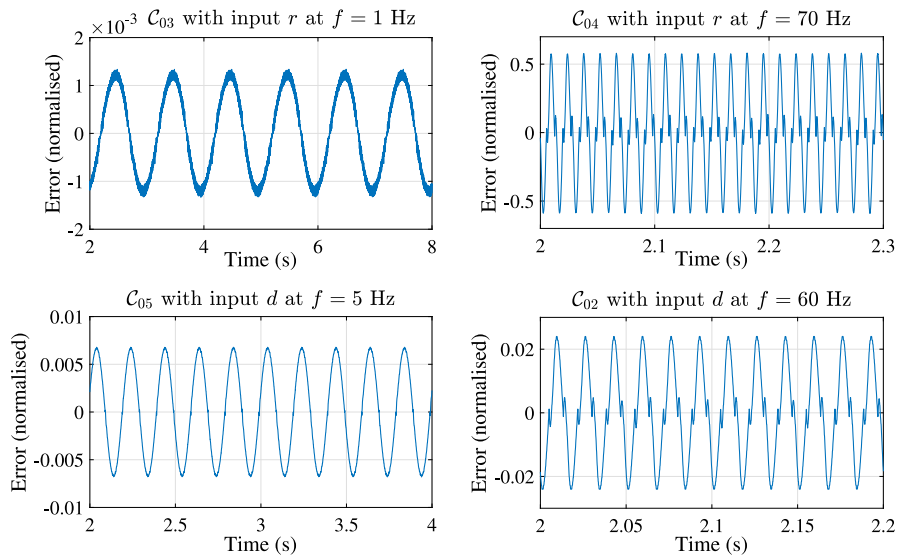 C₀₃ with input r at f = 1 Hz
×10⁻³
2
1
0
-1
-2
2 4 6 8
Error (normalised)
Time (s)
C₀₄ with input r at f = 70 Hz
0.5
0
-0.5
2 2.1 2.2 2.3
Error (normalised)
Time (s)
C₀₅ with input d at f = 5 Hz
0.01
0.005
0
-0.005
-0.01
2 2.5 3 3.5 4
Error (normalised)
Time (s)
C₀₂ with input d at f = 60 Hz
0.02
0
-0.02
2 2.05 2.1 2.15 2.2
Error (normalised)
Time (s)